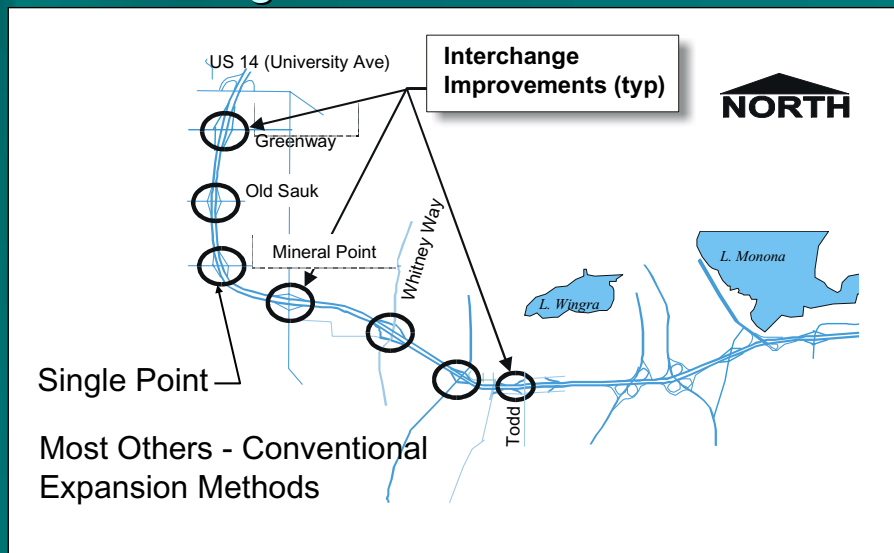 US 14 (University Ave)
Interchange
Improvements (typ)
NORTH
Greenway
Old Sauk
Mineral Point
Whitney Way
L. Monona
L. Wingra
Single Point
Todd
Most Others - Conventional
Expansion Methods